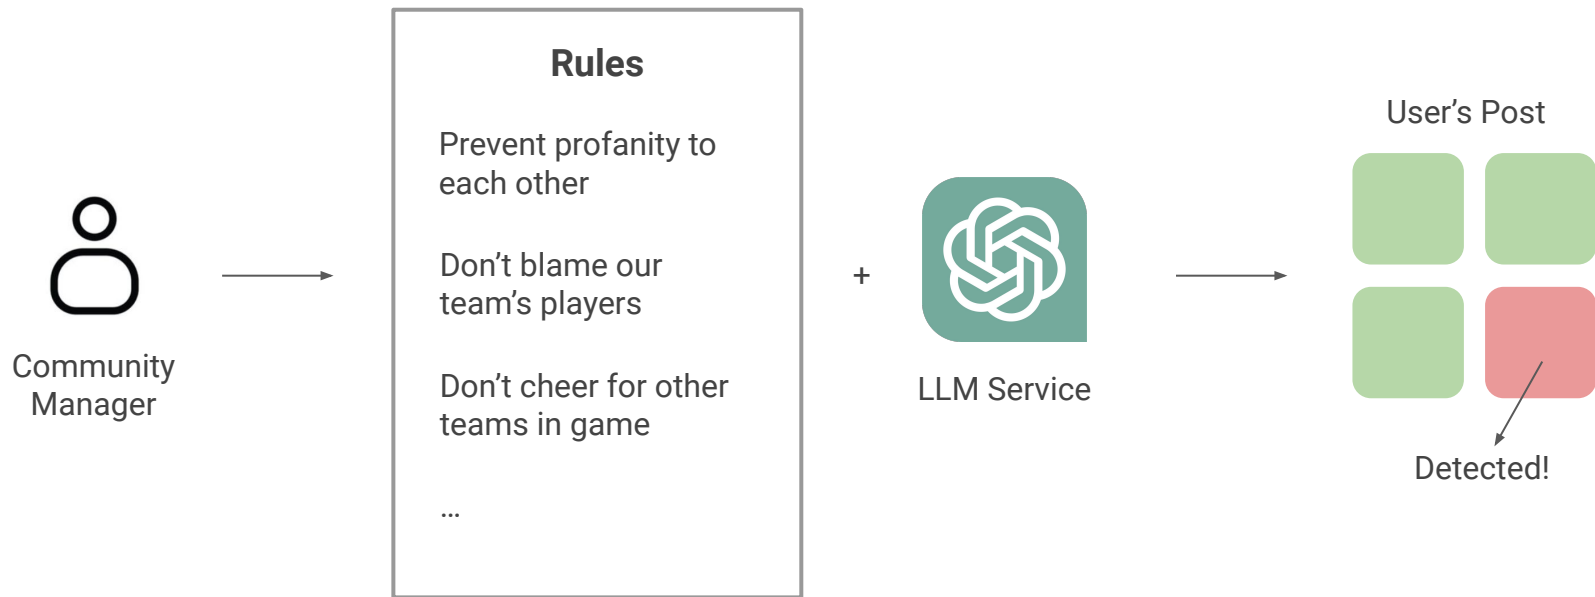 Rules
Prevent profanity to
each other
Don’t blame our
team’s players
Don’t cheer for other
teams in game
...
Community
Manager
+
LLM Service
User’s Post
Detected!